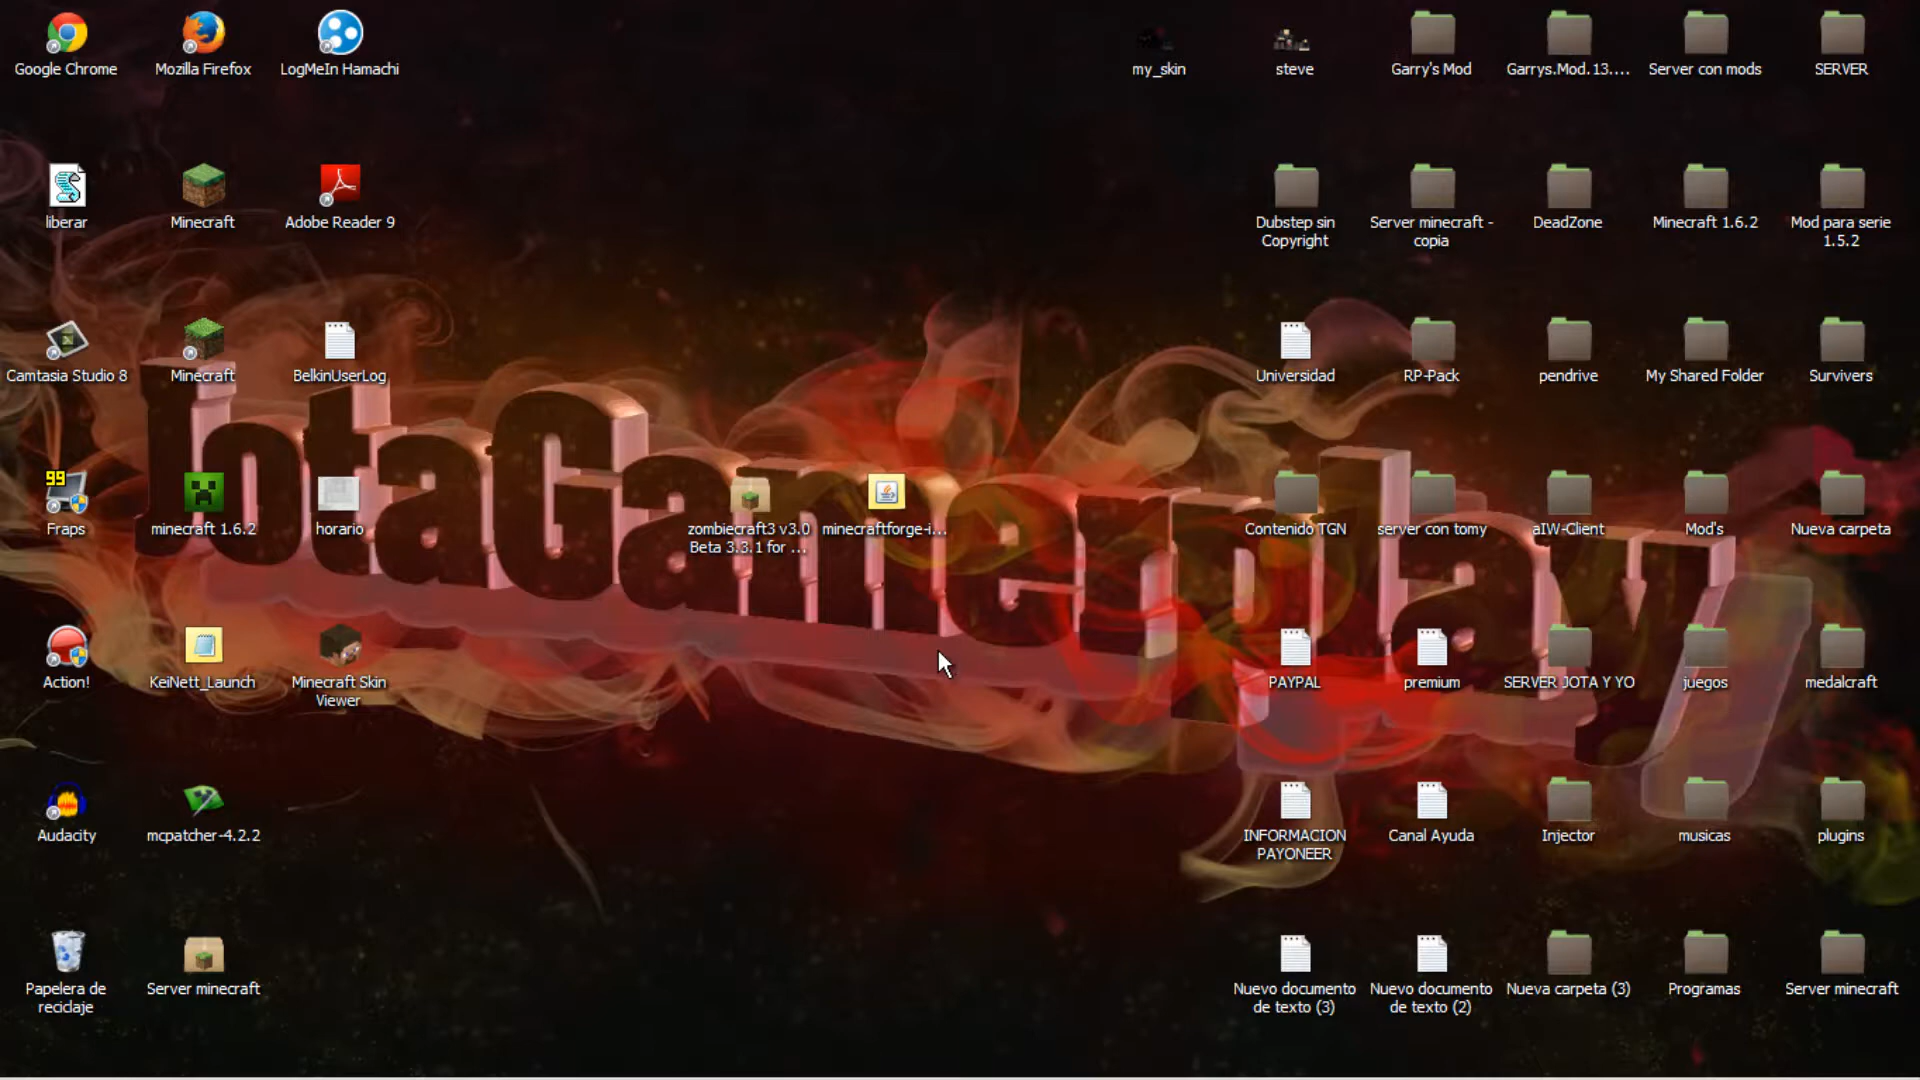 Google Chrome
Mozilla Firefox
LogMeIn Hamachi
my_skin
steve
Garry's Mod
Garrys.Mod.13....
Server con mods
SERVER
liberar
Minecraft
Adobe Reader 9
Dubstep sin
Copyright
Server minecraft -
copia
DeadZone
Minecraft 1.6.2
Mod para serie
1.5.2
Camtasia Studio 8
Minecraft
BelkinUserLog
Universidad
RP-Pack
pendrive
My Shared Folder
Survivers
JotaGameplay
99
Fraps
minecraft 1.6.2
horario
zombiecraft3 v3.0
Beta 3.3.1 for ...
minecraftforge-i...
Contenido TGN
server con tomy
aIW-Client
Mod's
Nueva carpeta
Action!
KeiNett_Launch
Minecraft Skin
Viewer
PAYPAL
premium
SERVER JOTA Y YO
juegos
medalcraft
Audacity
mcpatcher-4.2.2
INFORMACION
PAYONEER
Canal Ayuda
Injector
musicas
plugins
Papelera de
reciclaje
Server minecraft
Nuevo documento
de texto (3)
Nuevo documento
de texto (2)
Nueva carpeta (3)
Programas
Server minecraft